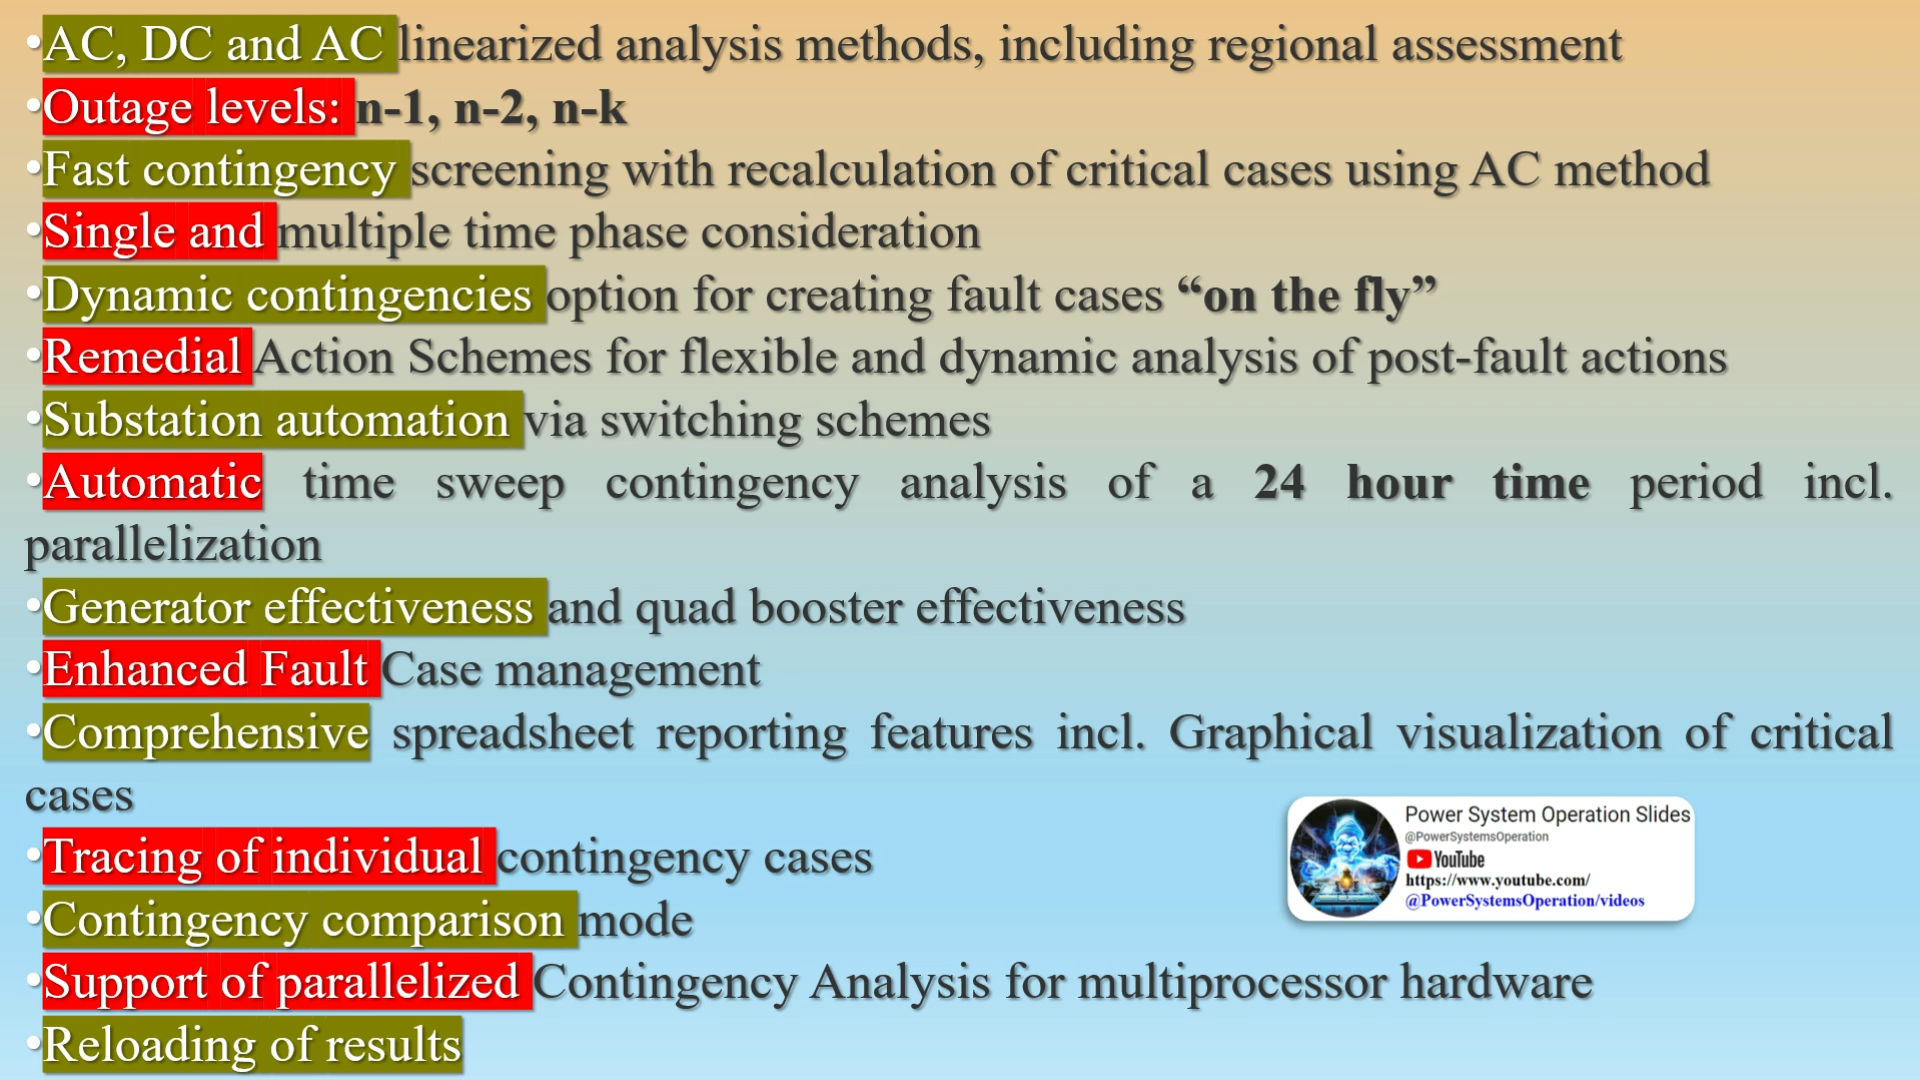 •AC, DC and AC linearized analysis methods, including regional assessment
•Outage levels: n-1, n-2, n-k
•Fast contingency screening with recalculation of critical cases using AC method
•Single and multiple time phase consideration
•Dynamic contingencies option for creating fault cases “on the fly”
•Remedial Action Schemes for flexible and dynamic analysis of post-fault actions
•Substation automation via switching schemes
•Automatic time sweep contingency analysis of a 24 hour time period incl.
parallelization
•Generator effectiveness and quad booster effectiveness
•Enhanced Fault Case management
•Comprehensive spreadsheet reporting features incl. Graphical visualization of critical
cases
•Tracing of individual contingency cases
•Contingency comparison mode
•Support of parallelized Contingency Analysis for multiprocessor hardware
•Reloading of results
Power System Operation Slides
@PowerSystemsOperation
YouTube
https://www.youtube.com/
@PowerSystemsOperation/videos